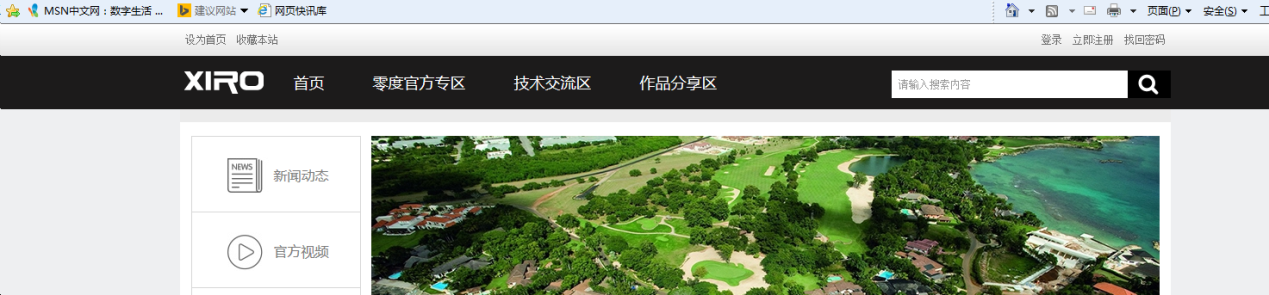 MSN中文网：数字生活 ... 建议网站 网页快讯库 页面(P) 安全(S) 工
设为首页 收藏本站 登录 立即注册 找回密码
XIRO 首页 零度官方专区 技术交流区 作品分享区 请输入搜索内容
NEWS 新闻动态
官方视频